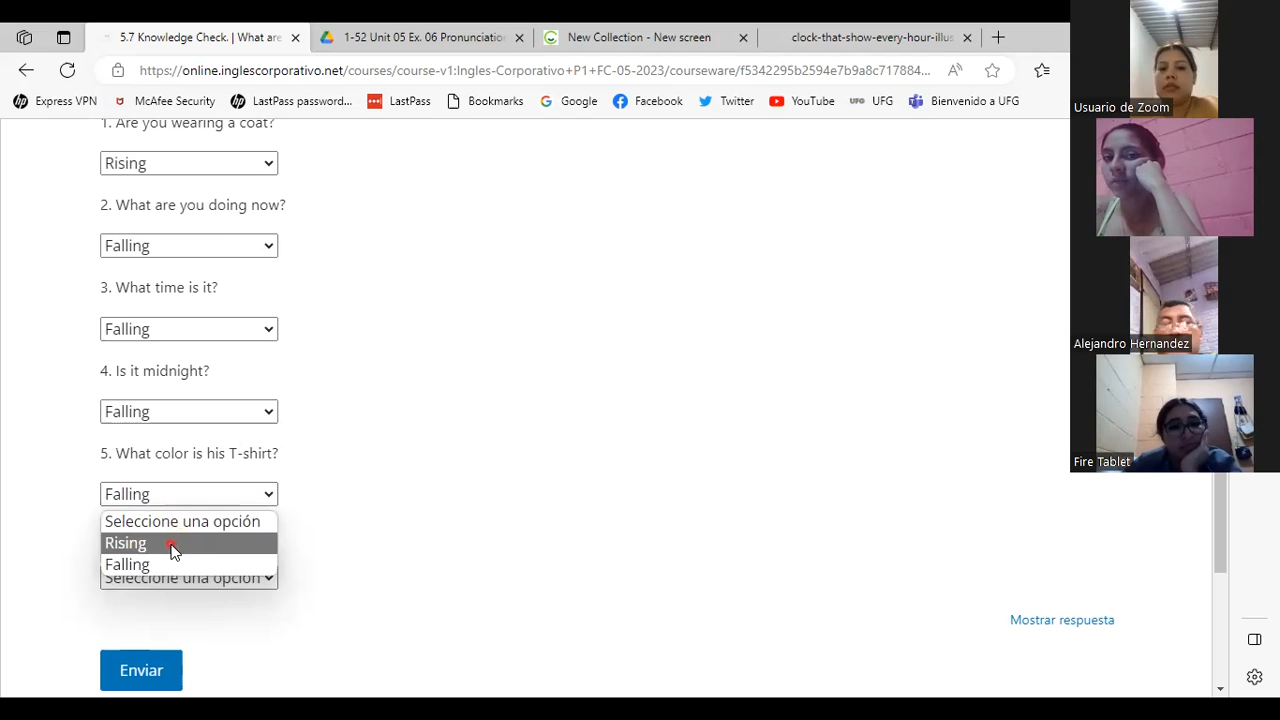 5.7 Knowledge Check. | What are
1-52 Unit 05 Ex. 06 Pronunciation
New Collection - New screen
clock-that-show-every-hour-illus
https://online.inglescorporativo.net/courses/course-v1:Ingles-Corporativo+P1+FC-05-2023/courseware/f5342295b2594e7b9a8c717884...
Express VPN
McAfee Security
LastPass password...
LastPass
Bookmarks
Google
Facebook
Twitter
YouTube
UFG
Bienvenido a UFG
1. Are you wearing a coat?
Rising
2. What are you doing now?
Falling
3. What time is it?
Falling
4. Is it midnight?
Falling
5. What color is his T-shirt?
Falling
Seleccione una opción
Rising
Falling
Seleccione una opción
Mostrar respuesta
Enviar
Usuario de Zoom
Alejandro Hernandez
Fire Tablet